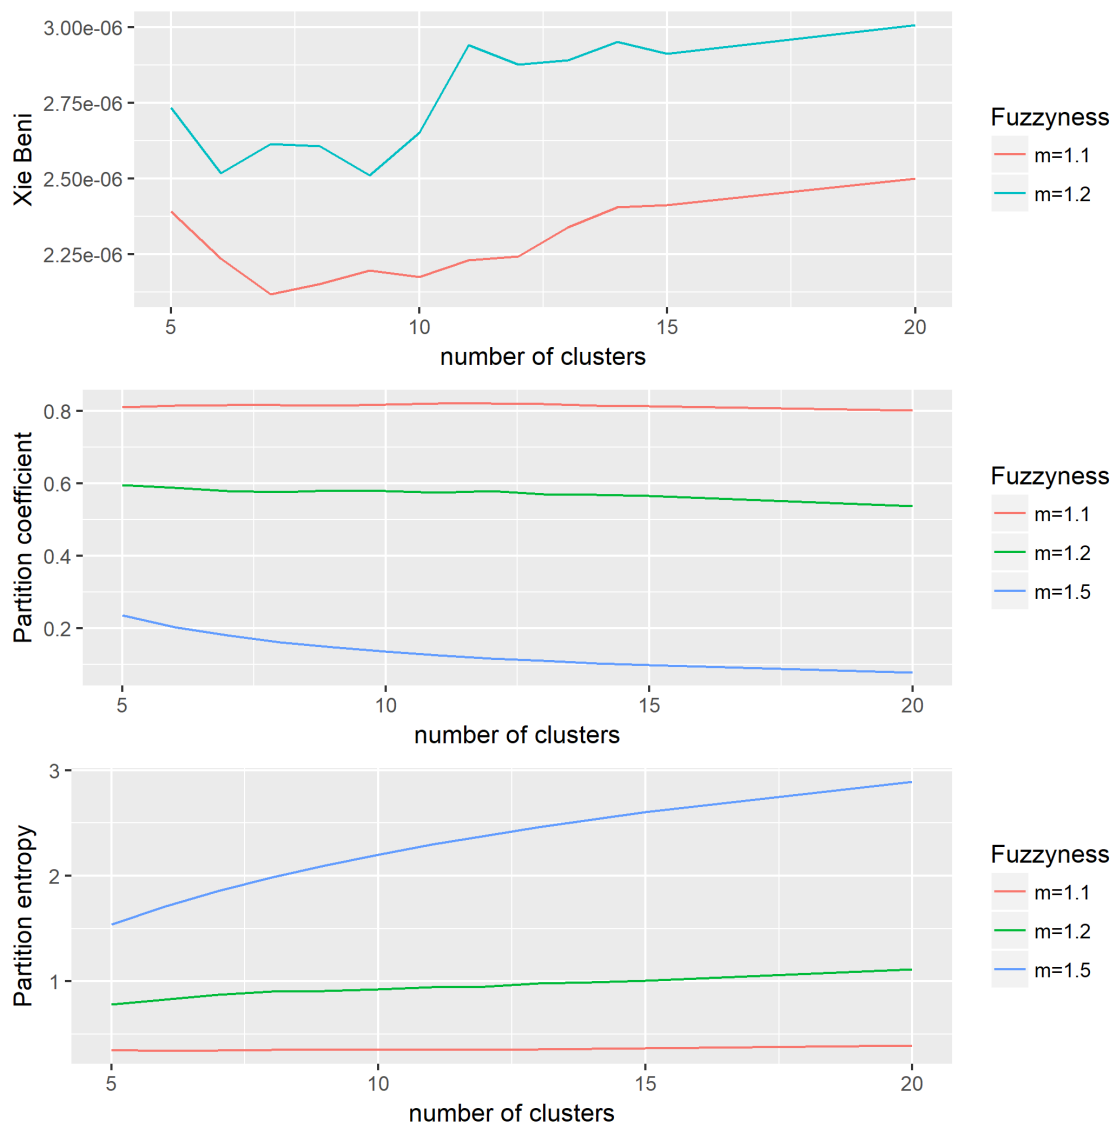 Xie Beni
3.00e-06
2.75e-06
2.50e-06
2.25e-06
5 10 15 20
number of clusters
Fuzzyness
m=1.1
m=1.2
Partition coefficient
0.8
0.6
0.4
0.2
5 10 15 20
number of clusters
Fuzzyness
m=1.1
m=1.2
m=1.5
Partition entropy
3
2
1
5 10 15 20
number of clusters
Fuzzyness
m=1.1
m=1.2
m=1.5